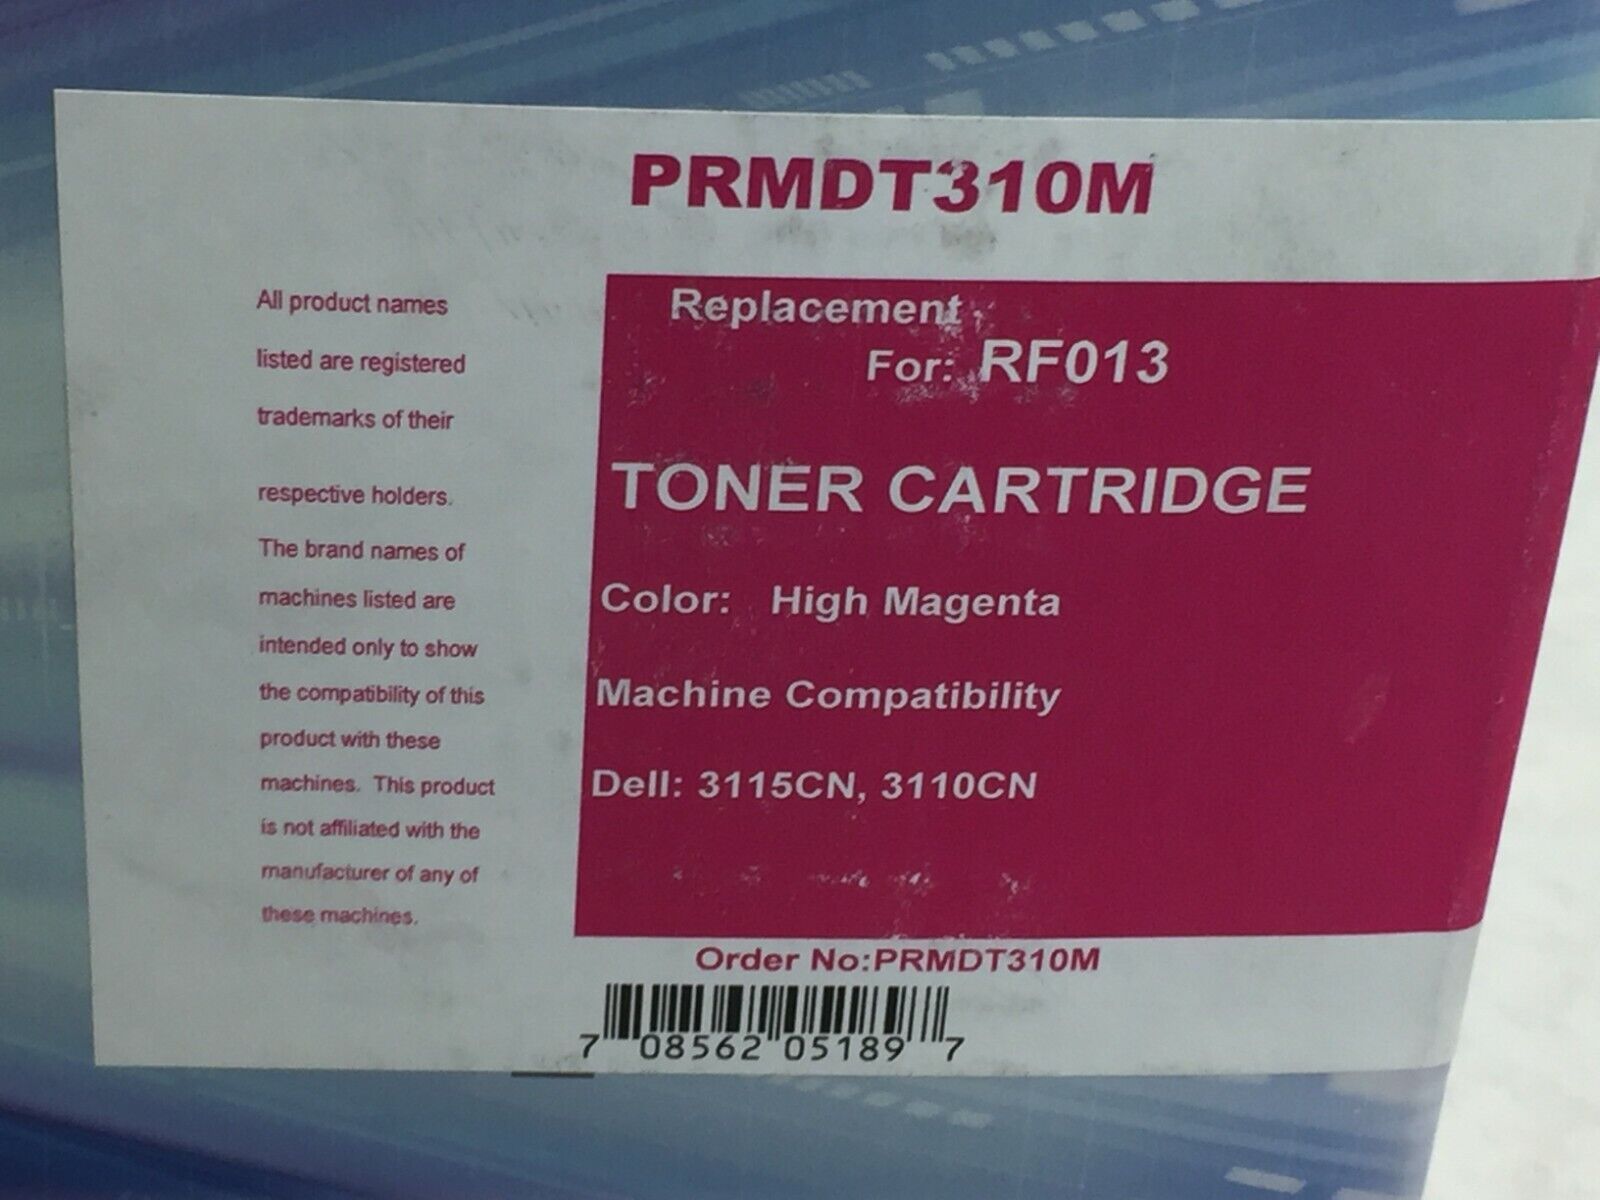 PRMDT310M
All product names
listed are registered
trademarks of their
respective holders.
The brand names of
machines listed are
intended only to show
the compatibility of this
product with these
machines. This product
is not affiliated with the
manufacturer of any of
these machines.
Replacement
For: RF013
TONER CARTRIDGE
Color: High Magenta
Machine Compatibility
Dell: 3115CN, 3110CN
Order No:PRMDT310M
7 08562 05189 7